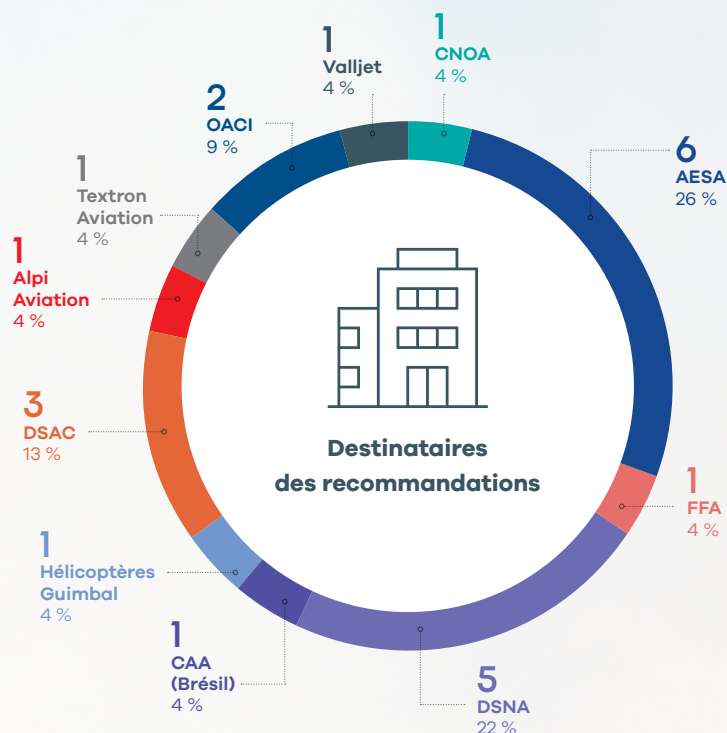 1
CNOA
4 %
6
AESA
26 %
1
FFA
4 %
5
DSNA
22 %
1
CAA
(Brésil)
4 %
1
Hélicoptères
Guimbal
4 %
3
DSAC
13 %
1
Alpi
Aviation
4 %
1
Textron
Aviation
4 %
2
OACI
9 %
1
Valljet
4 %
Destinataires
des recommandations